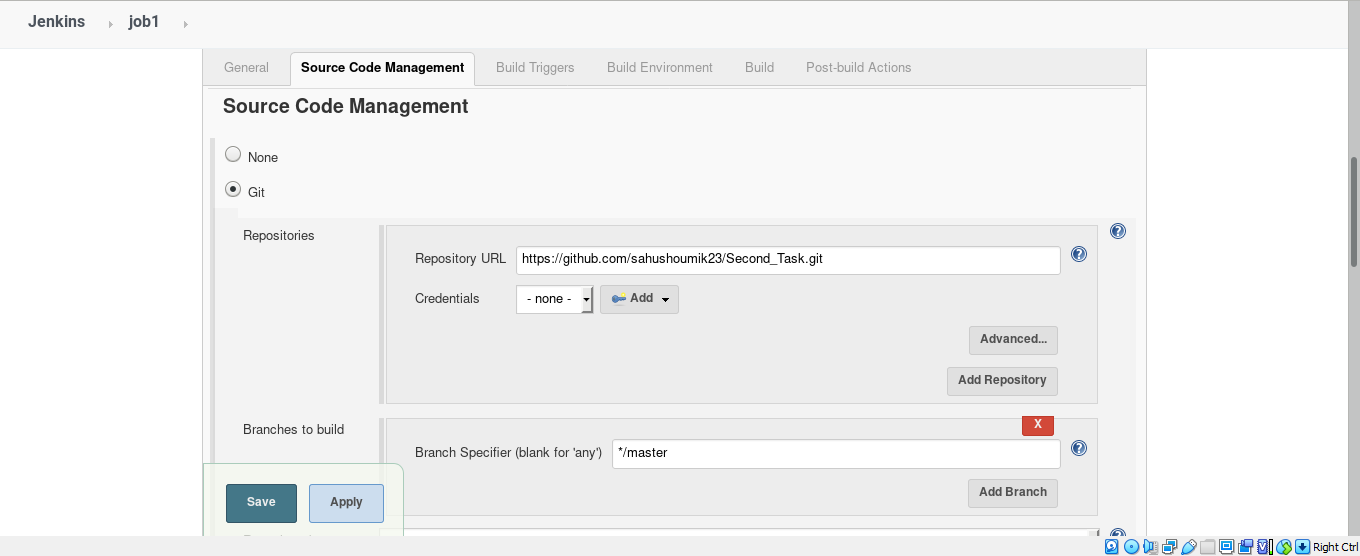 Jenkins › job1 ›
General Source Code Management Build Triggers Build Environment Build Post-build Actions
Source Code Management
None
Git
Repositories
Repository URL https://github.com/sahushoumik23/Second_Task.git
Credentials - none - Add
Advanced...
Add Repository
Branches to build
X
Branch Specifier (blank for 'any') */master
Add Branch
Save Apply
Right Ctrl